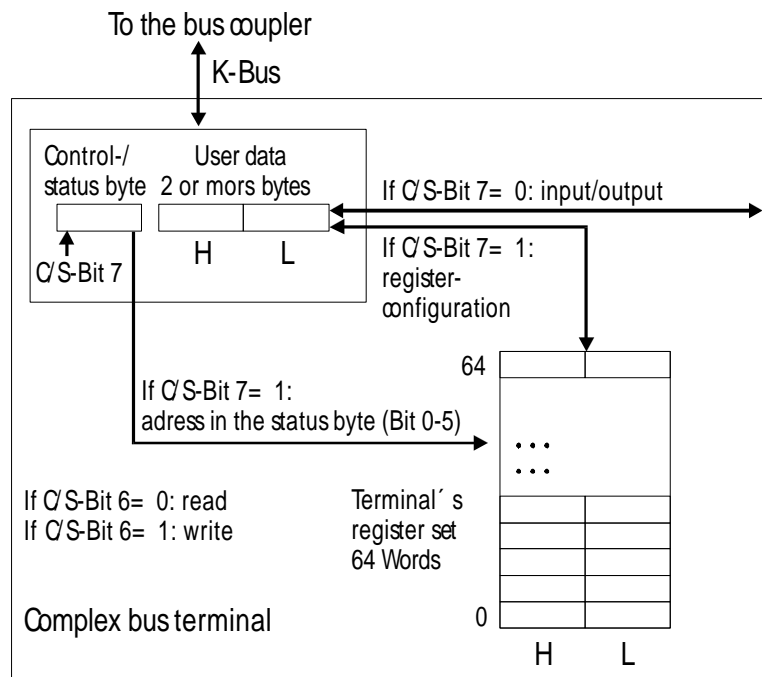 To the bus coupler
K-Bus
Control-/
status byte
User data
2 or mors bytes
H
L
C/S-Bit 7
If C/S-Bit 7= 0: input/output
If C/S-Bit 7= 1:
register-
configuration
If C/S-Bit 7= 1:
adress in the status byte (Bit 0-5)
64
...
...
If C/S-Bit 6= 0: read
If C/S-Bit 6= 1: write
Terminal´s
register set
64 Words
0
H
L
Complex bus terminal